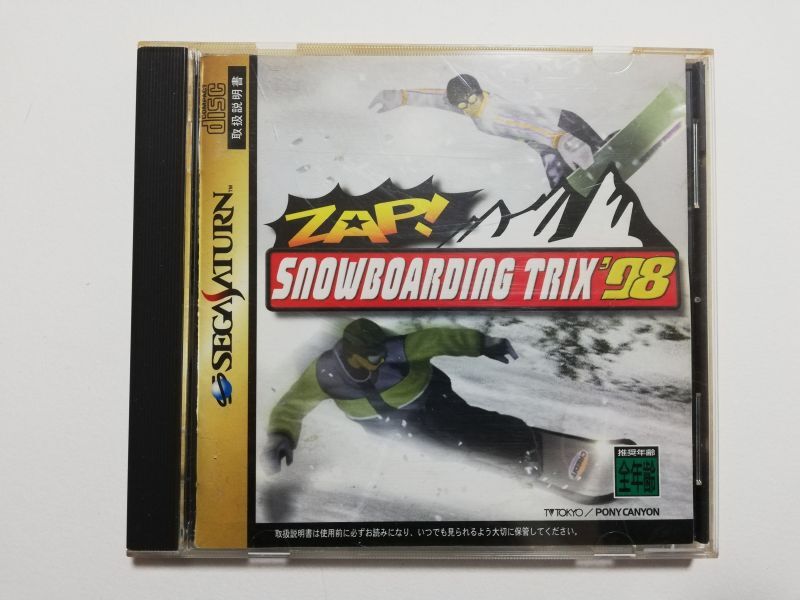 COMPACT
disc
取扱説明書
SEGA SATURN™
ZAP!
SNOWBOARDING TRIX '98
推奨年齢
全年齢
TV TOKYO / PONY CANYON
取扱説明書は使用前に必ずお読みになり、いつでも見られるよう大切に保管してください。